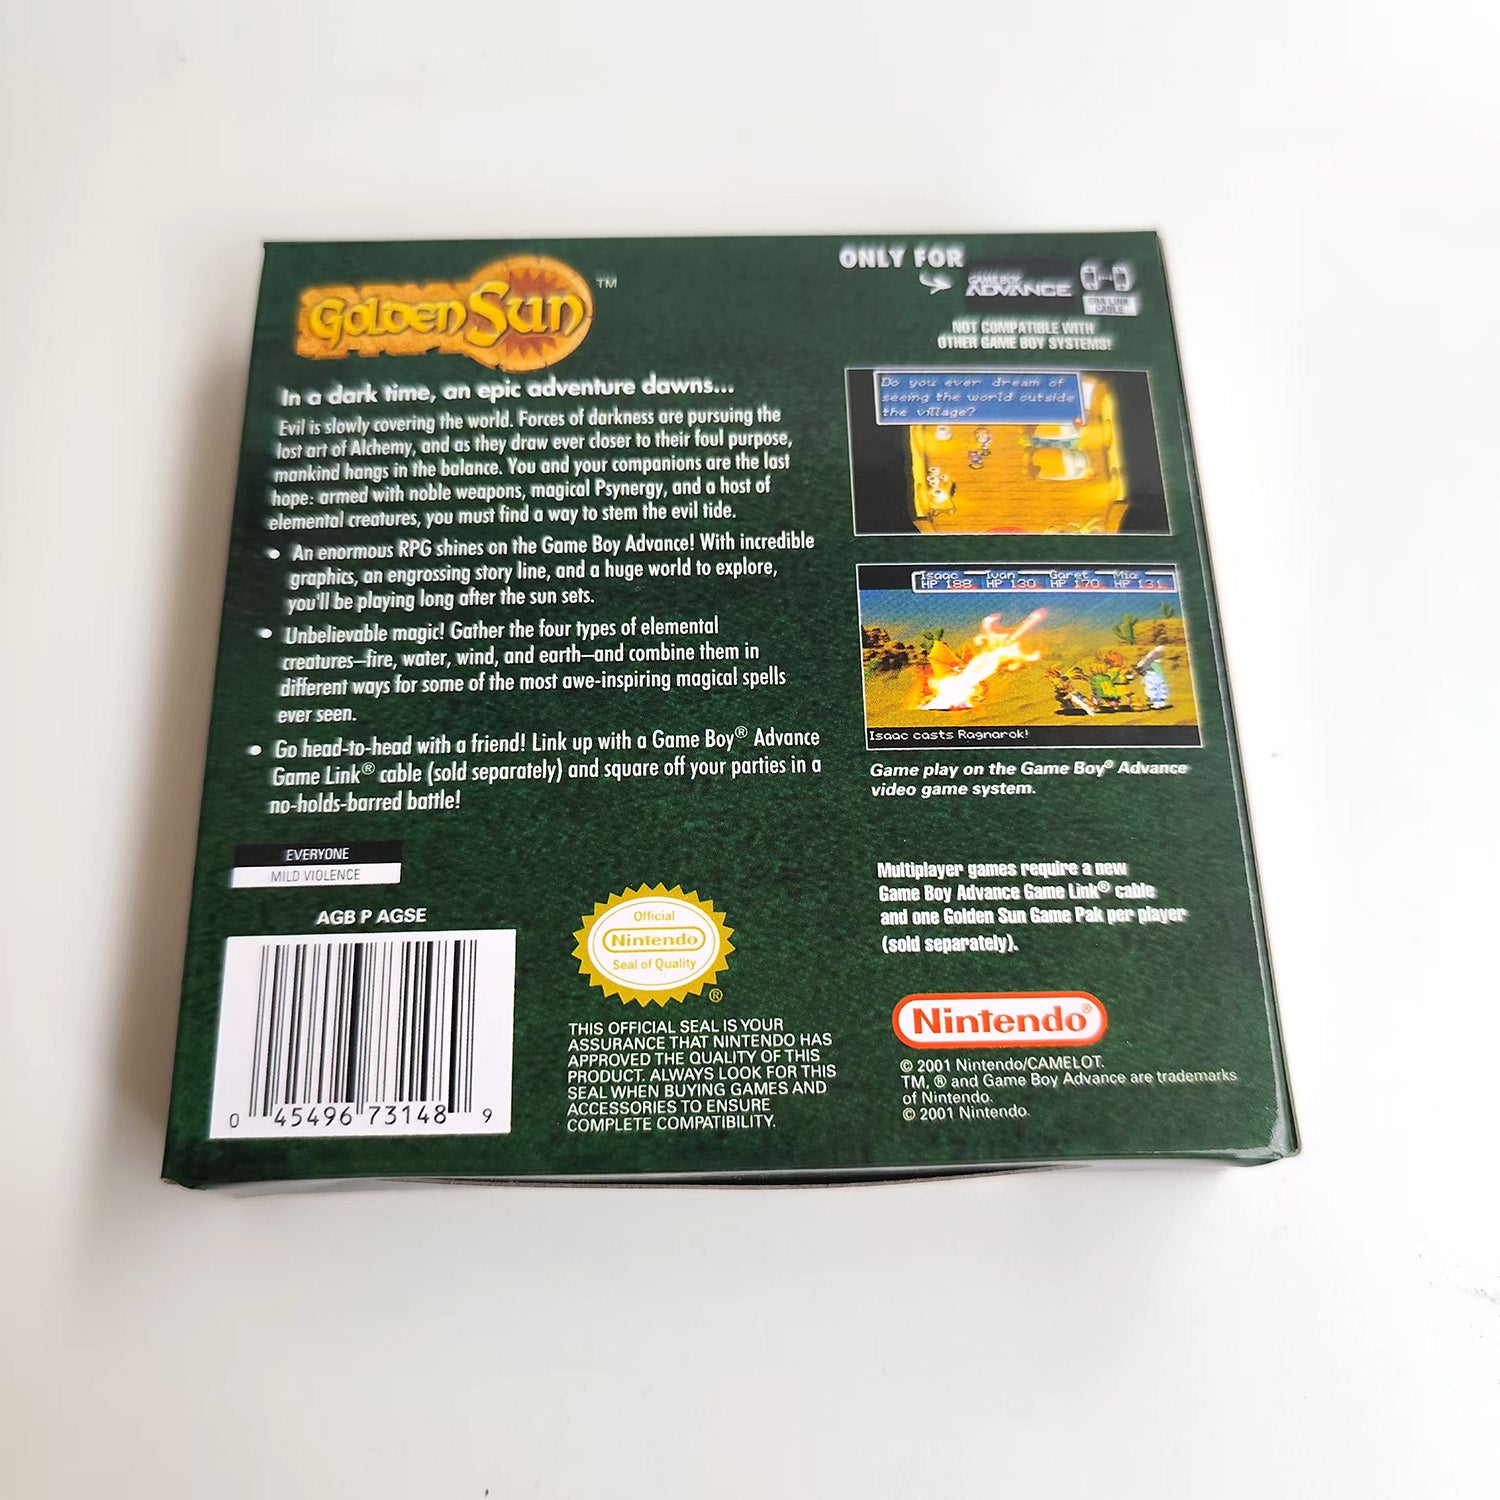 GOLDEN SUN™
In a dark time, an epic adventure dawns...
Evil is slowly covering the world. Forces of darkness are pursuing the
lost art of Alchemy, and as they draw ever closer to their foul purpose,
mankind hangs in the balance. You and your companions are the last
hope: armed with noble weapons, magical Psynergy, and a host of
elemental creatures, you must find a way to stem the evil tide.
• An enormous RPG shines on the Game Boy Advance! With incredible
graphics, an engrossing story line, and a huge world to explore,
you'll be playing long after the sun sets.
• Unbelievable magic! Gather the four types of elemental
creatures—fire, water, wind, and earth—and combine them in
different ways for some of the most awe-inspiring magical spells
ever seen.
• Go head-to-head with a friend! Link up with a Game Boy® Advance
Game Link® cable (sold separately) and square off your parties in a
no-holds-barred battle!
EVERYONE
MILD VIOLENCE
AGB P AGSE
0 45496 73148 9
Official
Nintendo
Seal of Quality
®
THIS OFFICIAL SEAL IS YOUR
ASSURANCE THAT NINTENDO HAS
APPROVED THE QUALITY OF THIS
PRODUCT. ALWAYS LOOK FOR THIS
SEAL WHEN BUYING GAMES AND
ACCESSORIES TO ENSURE
COMPLETE COMPATIBILITY.
ONLY FOR
GAME BOY
ADVANCE
GBA LINK
CABLE
NOT COMPATIBLE WITH
OTHER GAME BOY SYSTEMS!
Do you ever dream of
seeing the world outside
the village?
Isaac Ivan Garet Mia
HP 188 HP 130 HP 170 HP 131
Isaac casts Ragnarok!
Game play on the Game Boy® Advance
video game system.
Multiplayer games require a new
Game Boy Advance Game Link® cable
and one Golden Sun Game Pak per player
(sold separately).
Nintendo®
© 2001 Nintendo/CAMELOT.
TM, ® and Game Boy Advance are trademarks
of Nintendo.
© 2001 Nintendo.